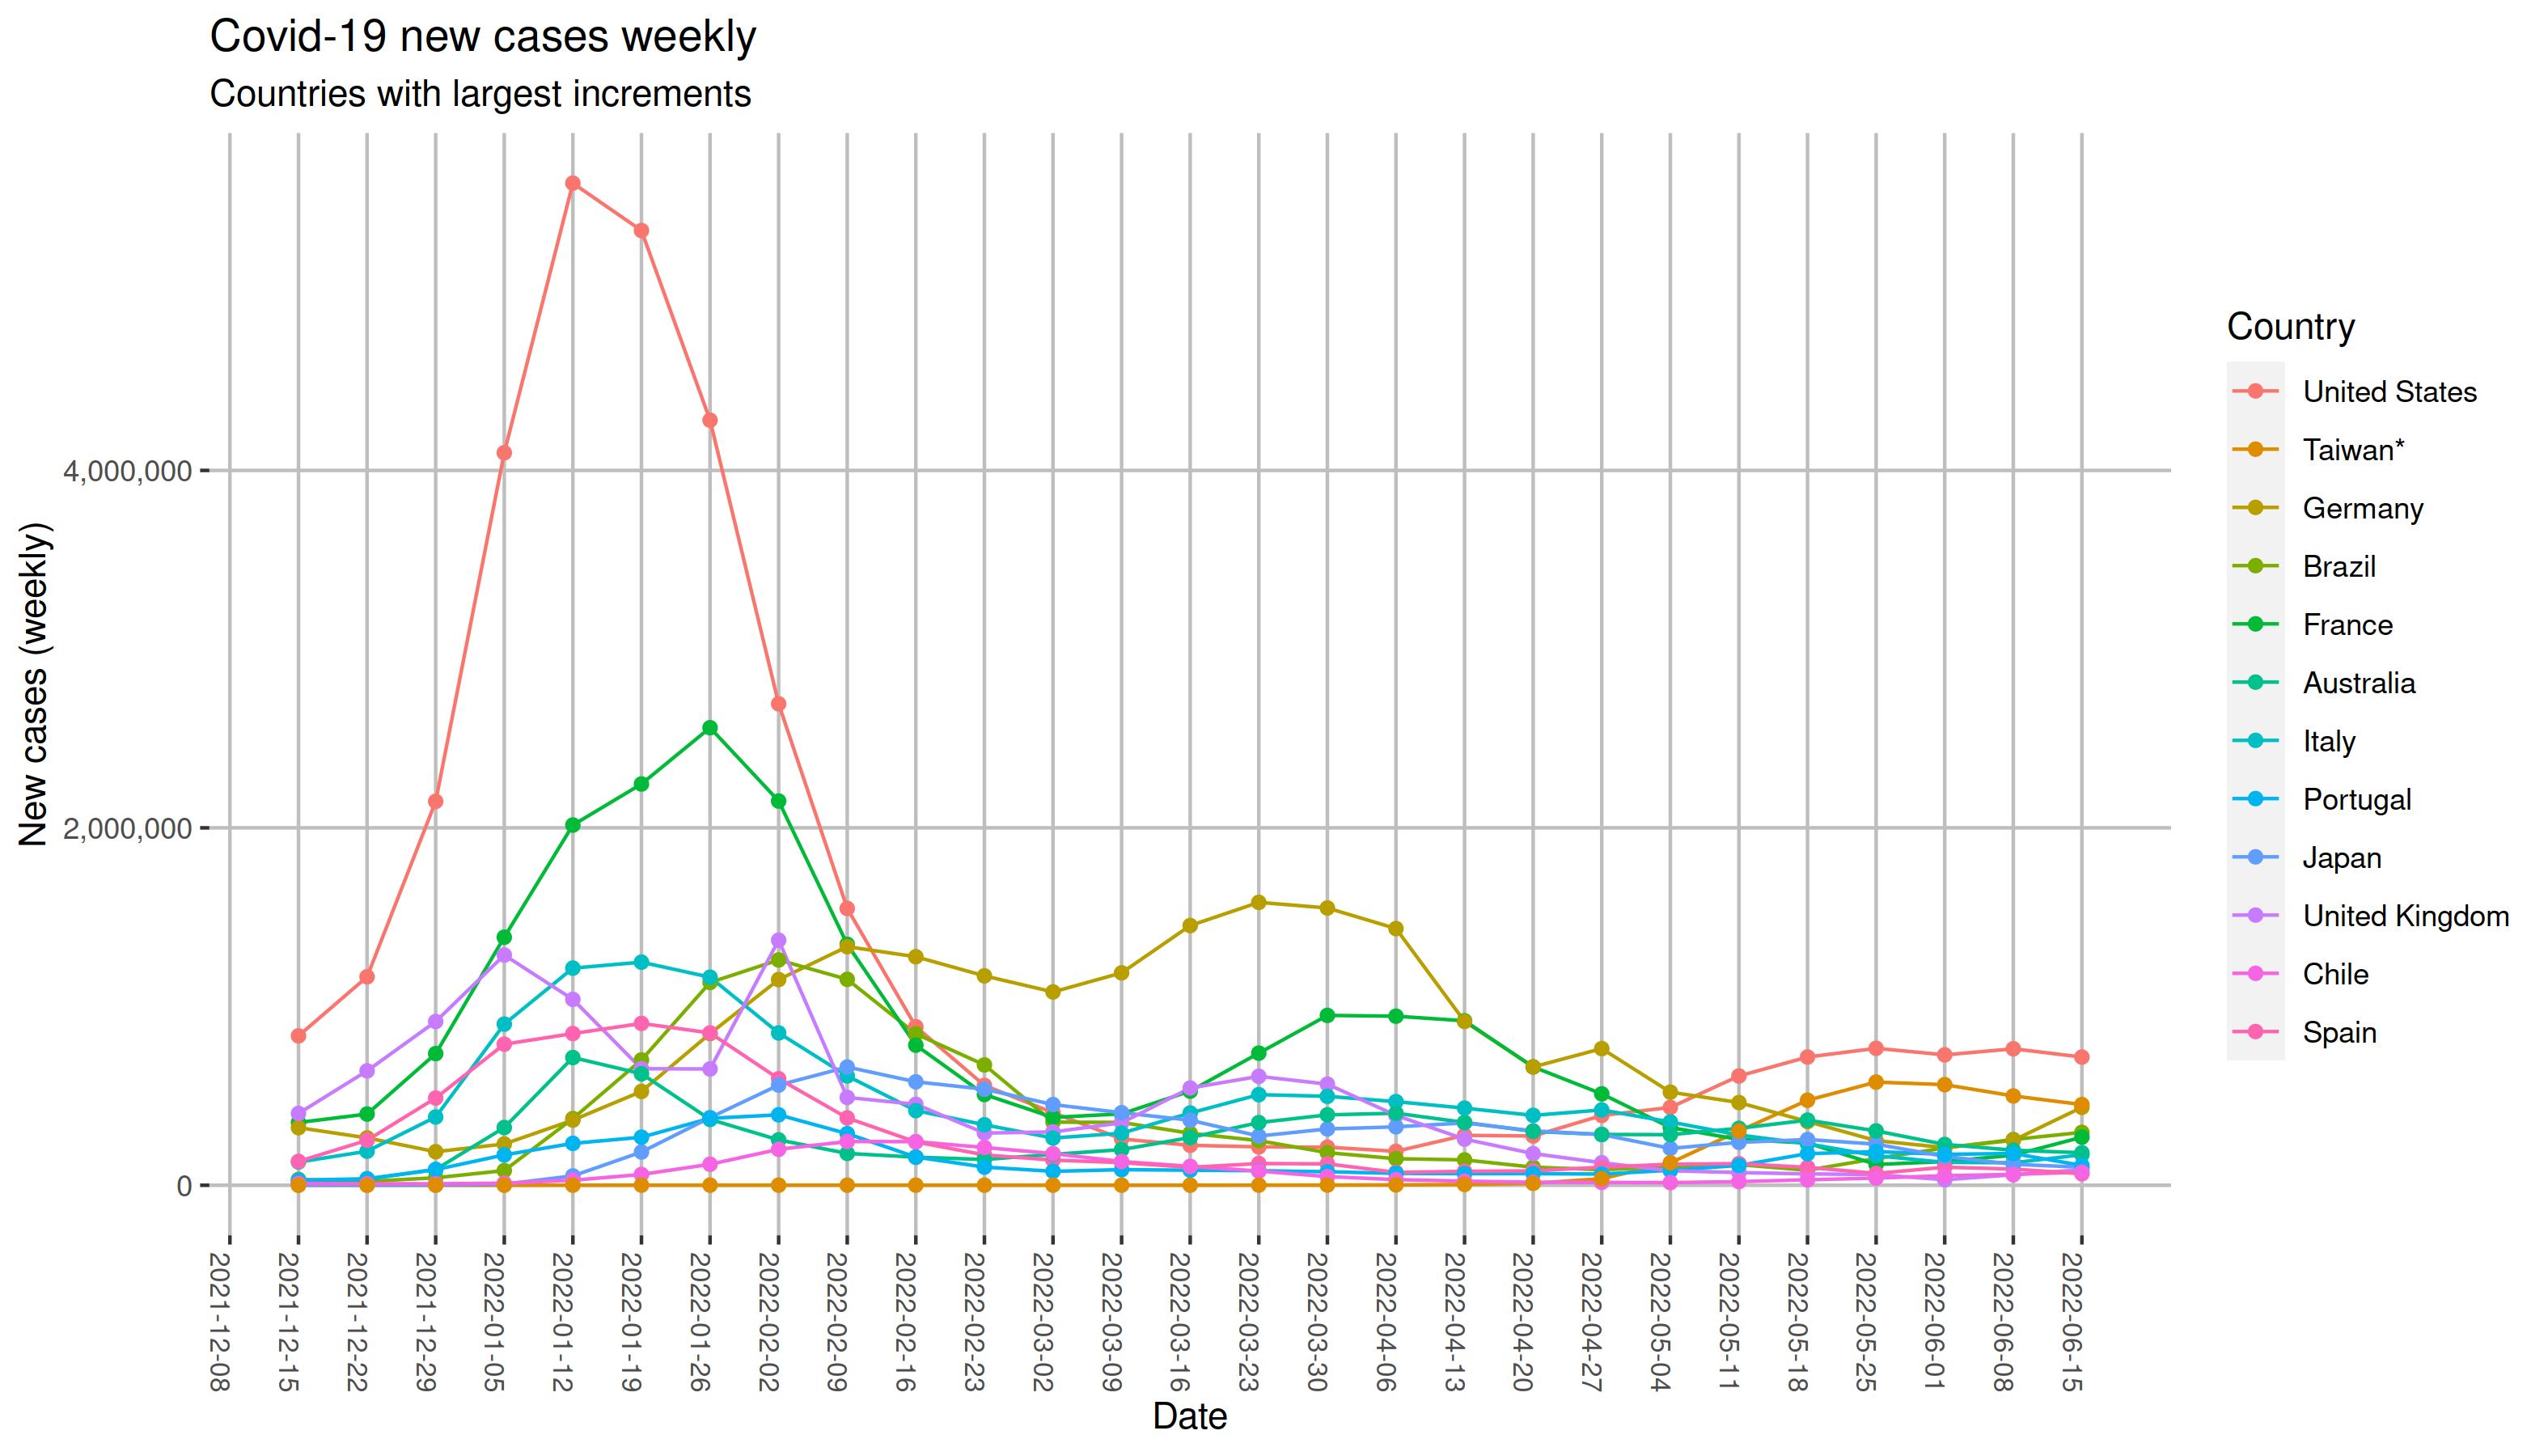 Covid-19 new cases weekly
Countries with largest increments
New cases (weekly)
4,000,000
2,000,000
0
2021-12-08
2021-12-15
2021-12-22
2021-12-29
2022-01-05
2022-01-12
2022-01-19
2022-01-26
2022-02-02
2022-02-09
2022-02-16
2022-02-23
2022-03-02
2022-03-09
2022-03-16
2022-03-23
2022-03-30
2022-04-06
2022-04-13
2022-04-20
2022-04-27
2022-05-04
2022-05-11
2022-05-18
2022-05-25
2022-06-01
2022-06-08
2022-06-15
Date
Country
United States
Taiwan*
Germany
Brazil
France
Australia
Italy
Portugal
Japan
United Kingdom
Chile
Spain